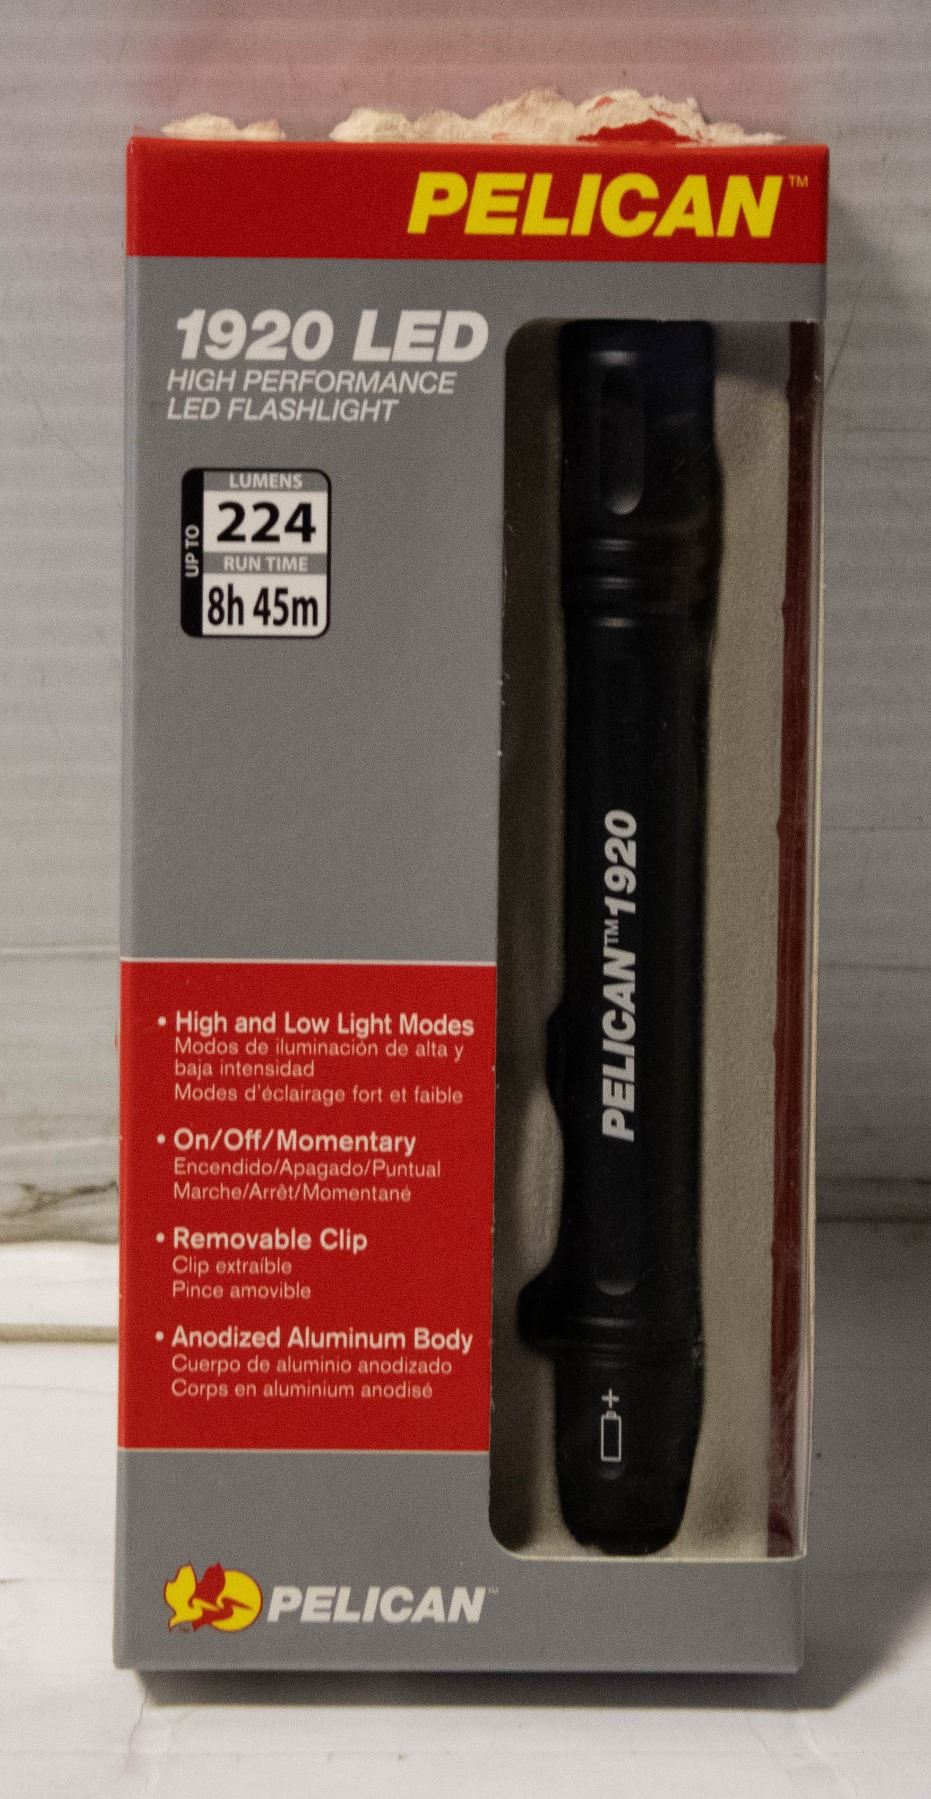 PELICAN™
1920 LED
HIGH PERFORMANCE
LED FLASHLIGHT
UP TO
LUMENS
224
RUN TIME
8h 45m
PELICAN™1920
• High and Low Light Modes
Modos de iluminación de alta y
baja intensidad
Modes d'éclairage fort et faible
• On/Off/Momentary
Encendido/Apagado/Puntual
Marche/Arrêt/Momentané
• Removable Clip
Clip extraíble
Pince amovible
• Anodized Aluminum Body
Cuerpo de aluminio anodizado
Corps en aluminium anodisé
+
PELICAN™